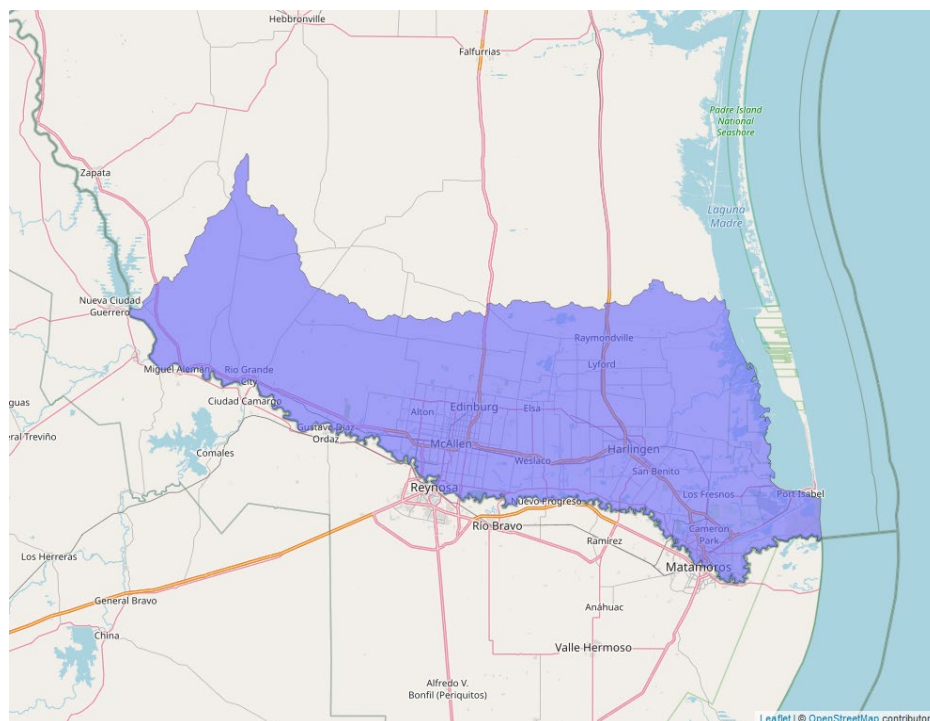 Hebbronville
Falfurrias
Padre Island
National
Seashore
Zapata
Laguna
Madre
Nueva Ciudad
Guerrero
Raymondville
Lyford
Miguel Alemán
Rio Grande
City
Ciudad Camargo
Alton
Edinburg
Elsa
Gustavo Díaz
Ordaz
McAllen
Harlingen
Weslaco
San Benito
eral Treviño
Comales
aguas
Reynosa
Nuevo Progreso
Los Fresnos
Port Isabel
Río Bravo
Cameron
Park
Ramírez
Los Herreras
Matamoros
General Bravo
Anáhuac
China
Valle Hermoso
Alfredo V.
Bonfil (Periquitos)
Leaflet | © OpenStreetMap contributor